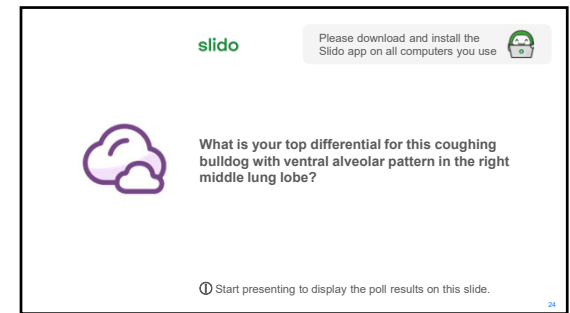 slido
Please download and install the
Slido app on all computers you use
What is your top differential for this coughing
bulldog with ventral alveolar pattern in the right
middle lung lobe?
Start presenting to display the poll results on this slide.
24